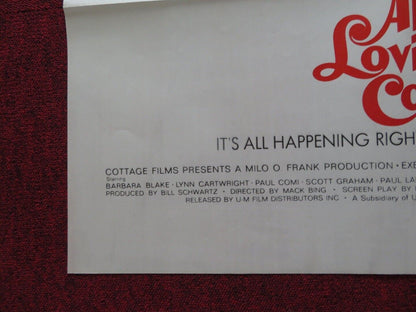 Lovi
Co
IT'S ALL HAPPENING RIGH
COTTAGE FILMS PRESENTS A MILO O. FRANK PRODUCTION • EXE
Starring
BARBARA BLAKE • LYNN CARTWRIGHT • PAUL COMI • SCOTT GRAHAM • PAUL LA
PRODUCED BY BILL SCHWARTZ • DIRECTED BY MACK BING • SCREEN PLAY BY
RELEASED BY U-M FILM DISTRIBUTORS INC • A Subsidiary of U